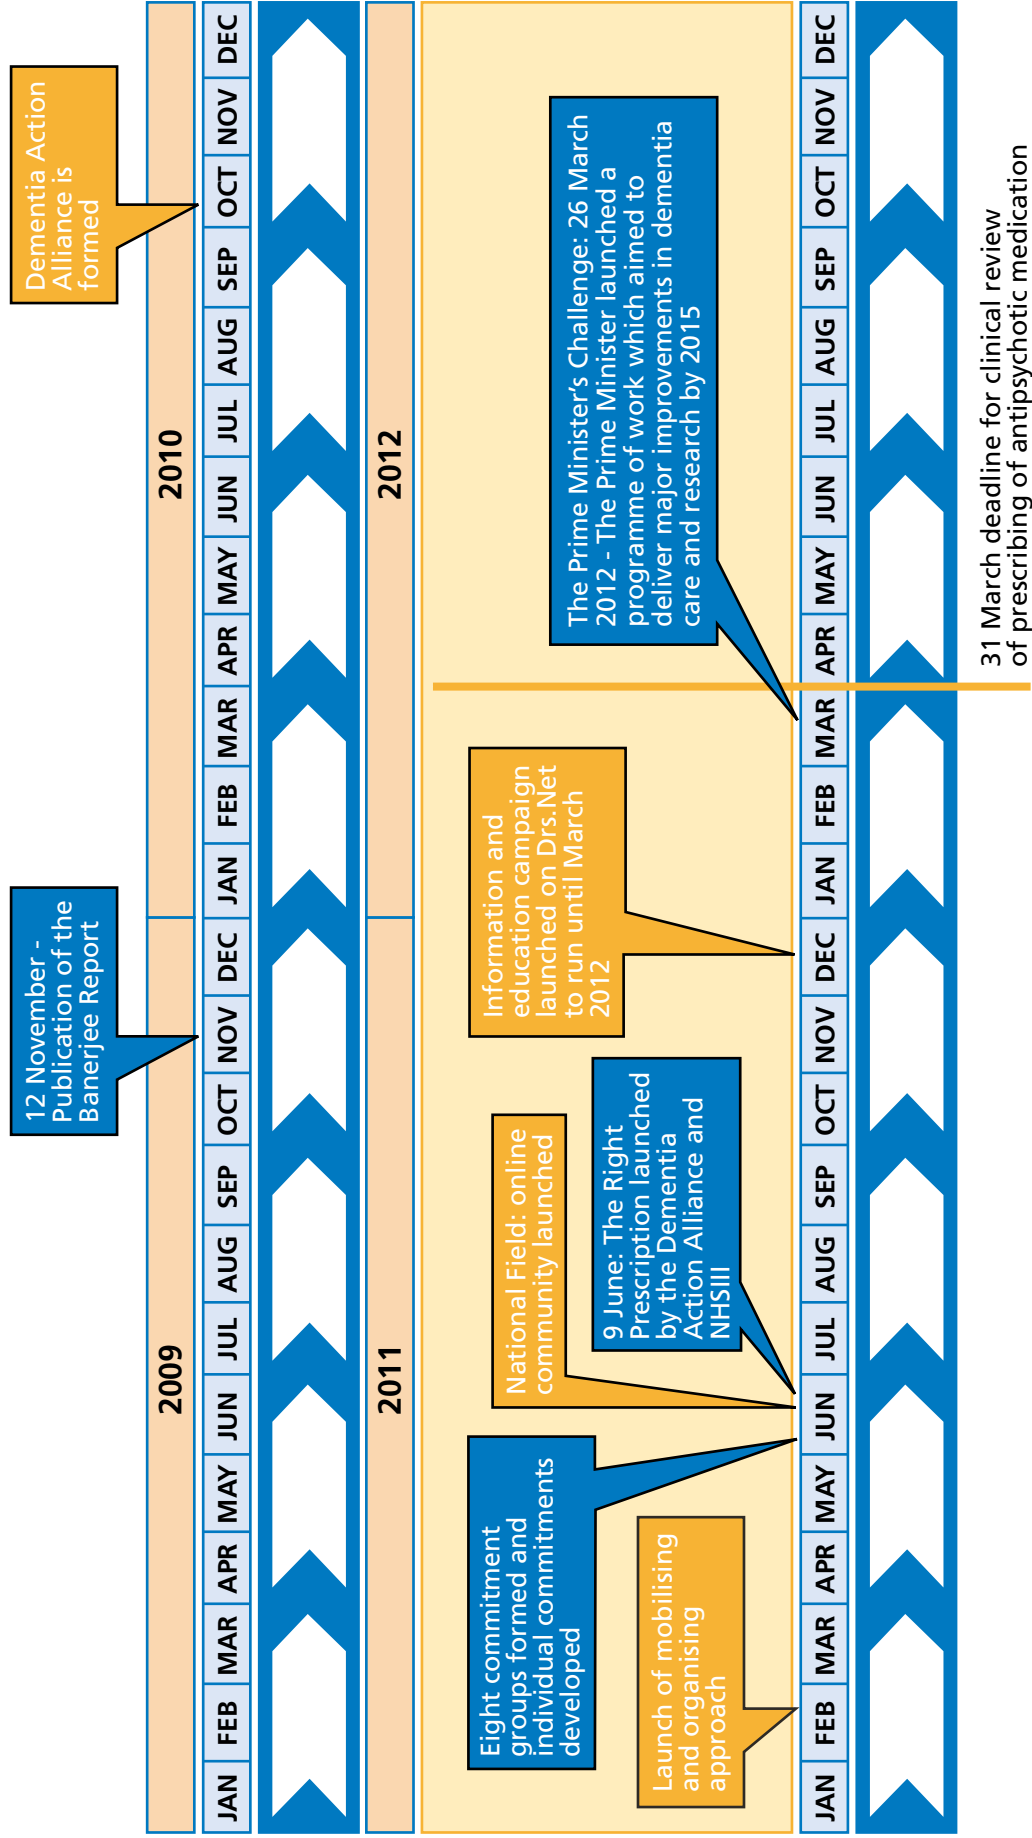 12 November -
Publication of the
Banerjee Report
Dementia Action
Alliance is
formed
2009
2010
JAN FEB MAR APR MAY JUN JUL AUG SEP OCT NOV DEC JAN FEB MAR APR MAY JUN JUL AUG SEP OCT NOV DEC
2011
2012
Eight commitment
groups formed and
individual commitments
developed
Launch of mobilising
and organising
approach
National Field: online
community launched
9 June: The Right
Prescription launched
by the Dementia
Action Alliance and
NHSIII
Information and
education campaign
launched on Drs.Net
to run until March
2012
The Prime Minister's Challenge: 26 March
2012 - The Prime Minister launched a
programme of work which aimed to
deliver major improvements in dementia
care and research by 2015
JAN FEB MAR APR MAY JUN JUL AUG SEP OCT NOV DEC JAN FEB MAR APR MAY JUN JUL AUG SEP OCT NOV DEC
31 March deadline for clinical review
of prescribing of antipsychotic medication